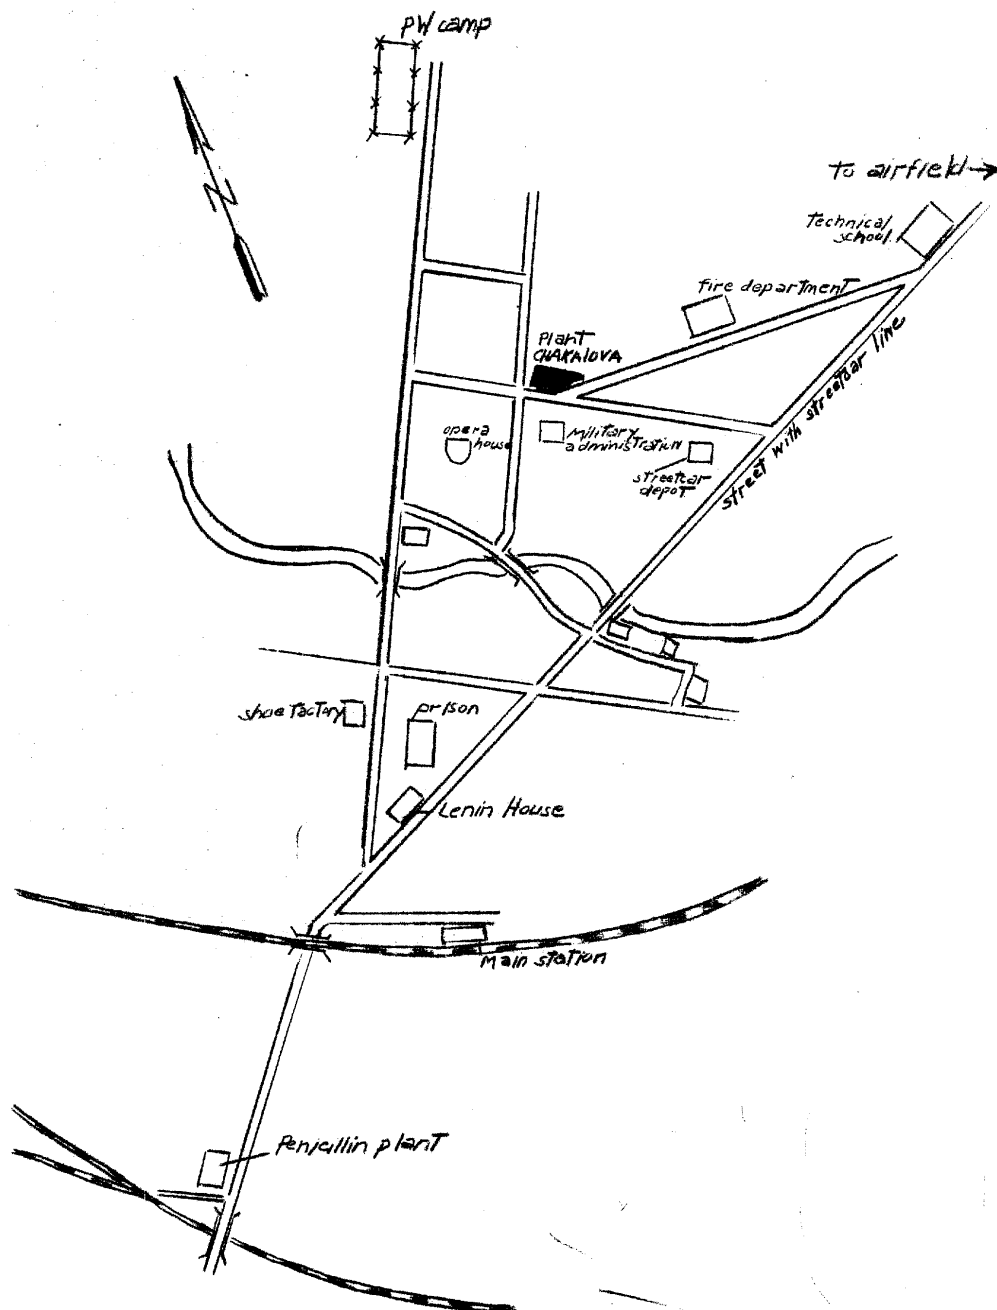 PW camp
To airfield→
Technical
school
fire department
Plant
CHAKALOVA
street with streetcar line
opera
house
Military
administration
streetcar
depot
shoe factory
prison
Lenin House
Main station
Penicillin plant